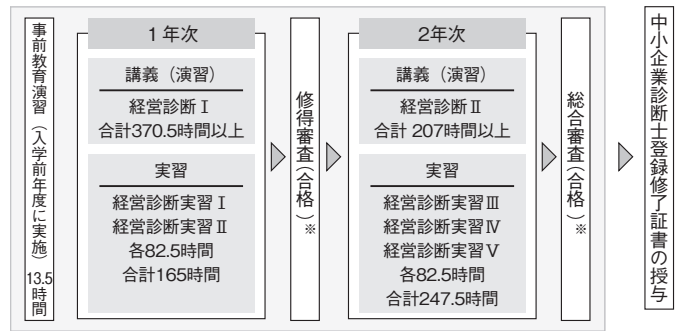 事前教育演習（入学前年度に実施）13.5時間
1年次
講義（演習）
経営診断Ⅰ
合計370.5時間以上
実習
経営診断実習Ⅰ
経営診断実習Ⅱ
各82.5時間
合計165時間
修得審査（合格）※
2年次
講義（演習）
経営診断Ⅱ
合計 207時間以上
実習
経営診断実習Ⅲ
経営診断実習Ⅳ
経営診断実習Ⅴ
各82.5時間
合計247.5時間
総合審査（合格）※
中小企業診断士登録修了証書の授与